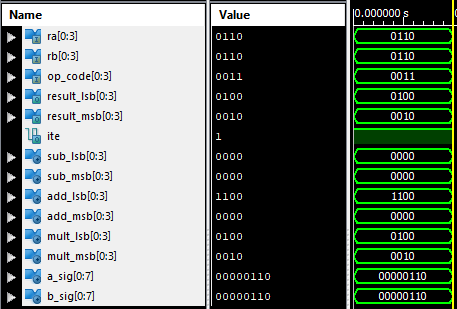 Name Value 0.000000 s
ra[0:3] 0110 0110
rb[0:3] 0110 0110
op_code[0:3] 0011 0011
result_lsb[0:3] 0100 0100
result_msb[0:3] 0010 0010
ite 1
sub_lsb[0:3] 0000 0000
sub_msb[0:3] 0000 0000
add_lsb[0:3] 1100 1100
add_msb[0:3] 0000 0000
mult_lsb[0:3] 0100 0100
mult_msb[0:3] 0010 0010
a_sig[0:7] 00000110 00000110
b_sig[0:7] 00000110 00000110